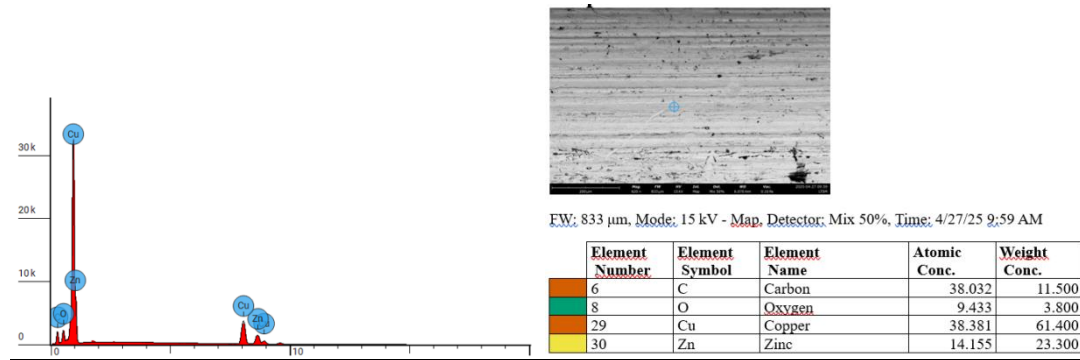 30k
20k
10k
0
Cu
Zn
O
Cu
Zn
0
10
FW: 833 µm, Mode: 15 kV - Map, Detector: Mix 50%, Time: 4/27/25 9:59 AM
Element Number Element Symbol Element Name Atomic Conc. Weight Conc.
6 C Carbon 38.032 11.500
8 O Oxygen 9.433 3.800
29 Cu Copper 38.381 61.400
30 Zn Zinc 14.155 23.300